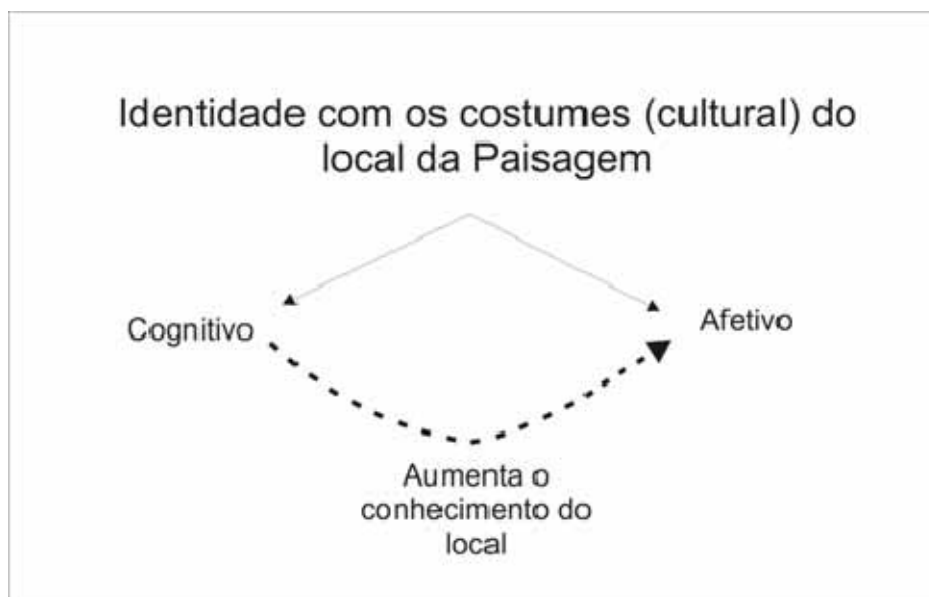 Identidade com os costumes (cultural) do
local da Paisagem
Cognitivo
Afetivo
Aumenta o
conhecimento do
local